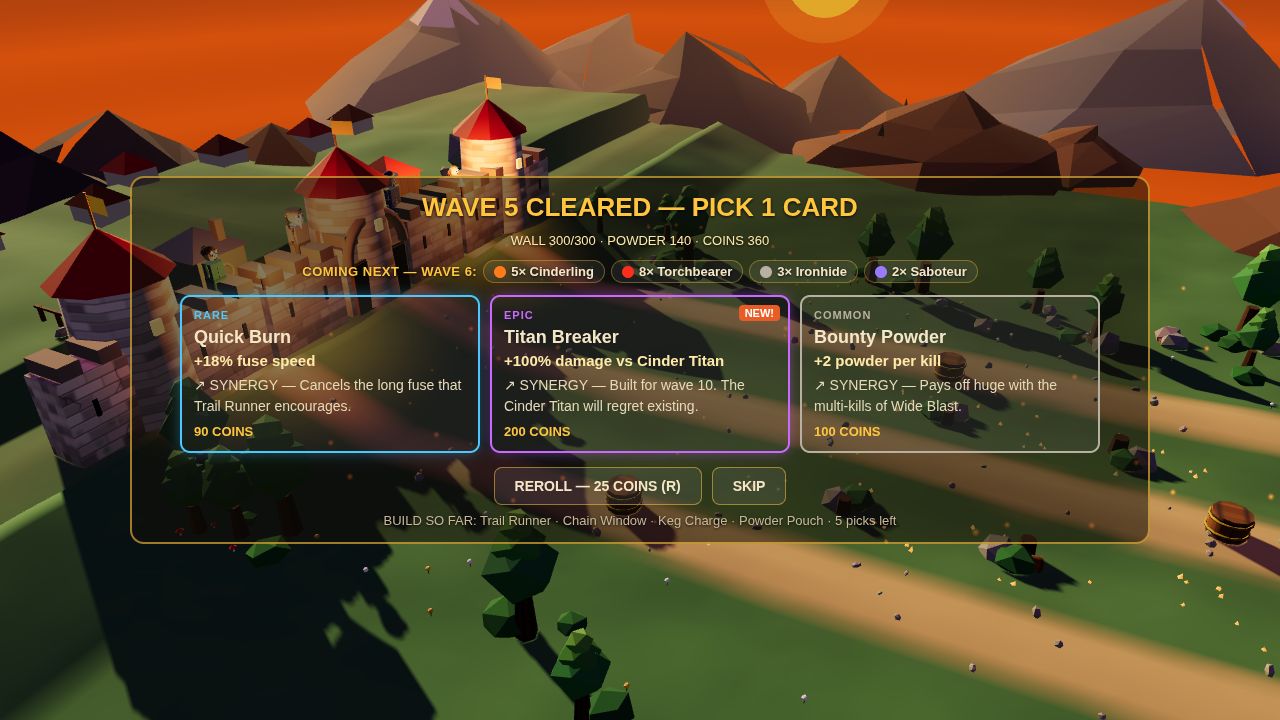 WAVE 5 CLEARED — PICK 1 CARD
WALL 300/300 · POWDER 140 · COINS 360
COMING NEXT — WAVE 6: 5× Cinderling 8× Torchbearer 3× Ironhide 2× Saboteur
RARE
Quick Burn
+18% fuse speed
↗ SYNERGY — Cancels the long fuse that
Trail Runner encourages.
90 COINS
EPIC
NEW!
Titan Breaker
+100% damage vs Cinder Titan
↗ SYNERGY — Built for wave 10. The
Cinder Titan will regret existing.
200 COINS
COMMON
Bounty Powder
+2 powder per kill
↗ SYNERGY — Pays off huge with the
multi-kills of Wide Blast.
100 COINS
REROLL — 25 COINS (R)
SKIP
BUILD SO FAR: Trail Runner · Chain Window · Keg Charge · Powder Pouch · 5 picks left